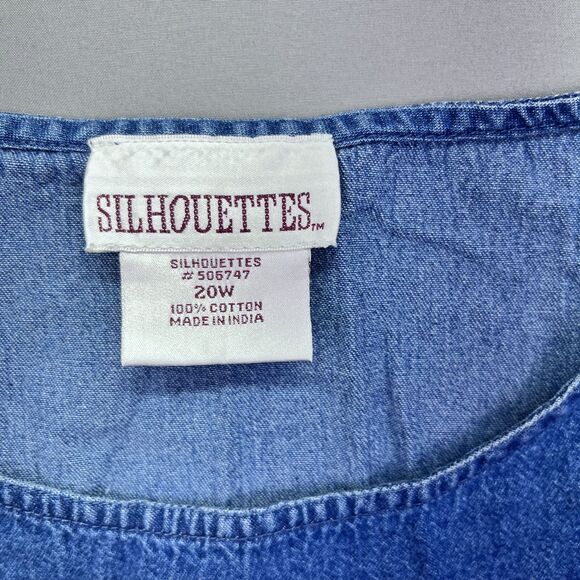 SILHOUETTES™
SILHOUETTES
#506747
20W
100% COTTON
MADE IN INDIA